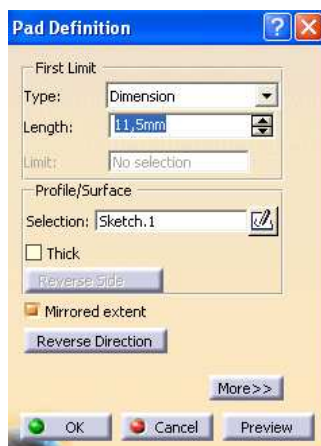 Pad Definition
First Limit
Type: Dimension
Length: 11,5mm
Limit: No selection
Profile/Surface
Selection: Sketch.1
Thick
Reverse Side
Mirrored extent
Reverse Direction
More>>
OK Cancel Preview